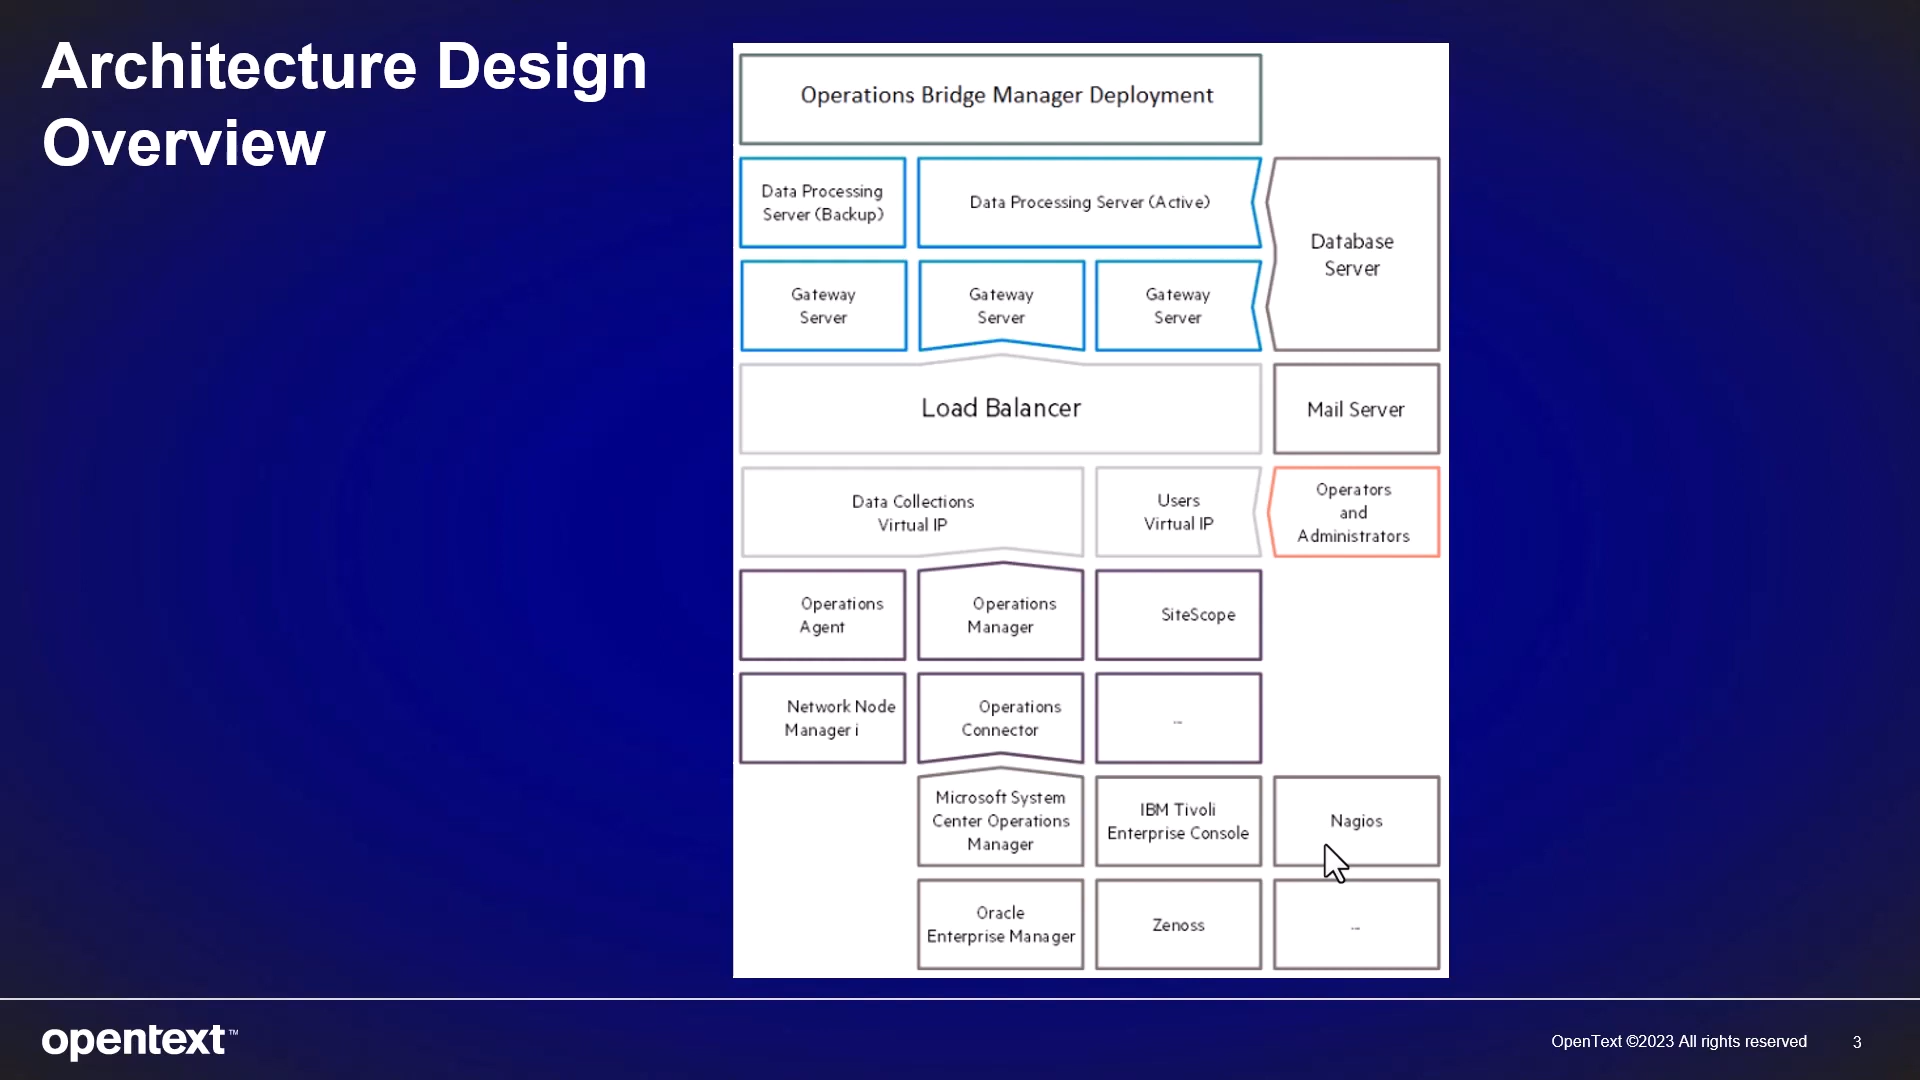 Architecture Design
Overview
Operations Bridge Manager Deployment
Data Processing
Server (Backup)
Data Processing Server (Active)
Database
Server
Gateway
Server
Gateway
Server
Gateway
Server
Load Balancer
Mail Server
Data Collections
Virtual IP
Users
Virtual IP
Operators
and
Administrators
Operations
Agent
Operations
Manager
SiteScope
Network Node
Manager i
Operations
Connector
...
Microsoft System
Center Operations
Manager
IBM Tivoli
Enterprise Console
Nagios
Oracle
Enterprise Manager
Zenoss
...
opentext™
OpenText ©2023 All rights reserved
3